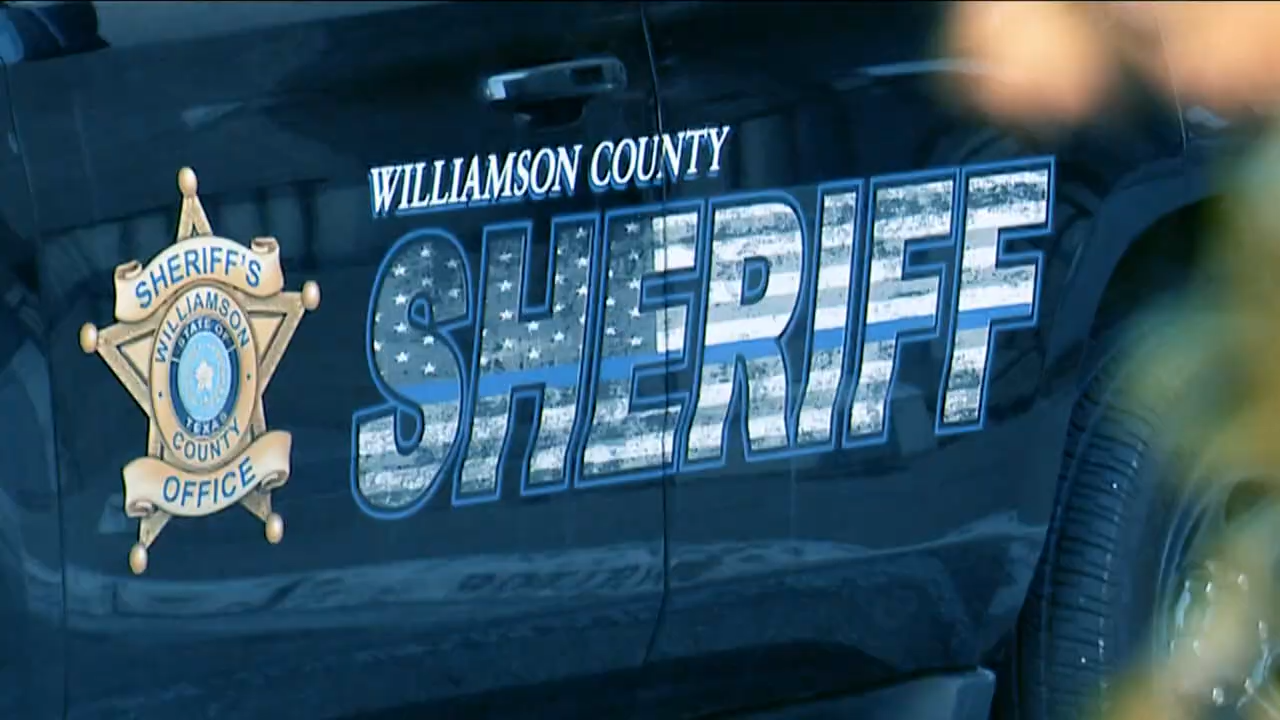 WILLIAMSON COUNTY
SHERIFF
SHERIFF'S
WILLIAMSON
STATE OF
TEXAS
COUNTY
OFFICE